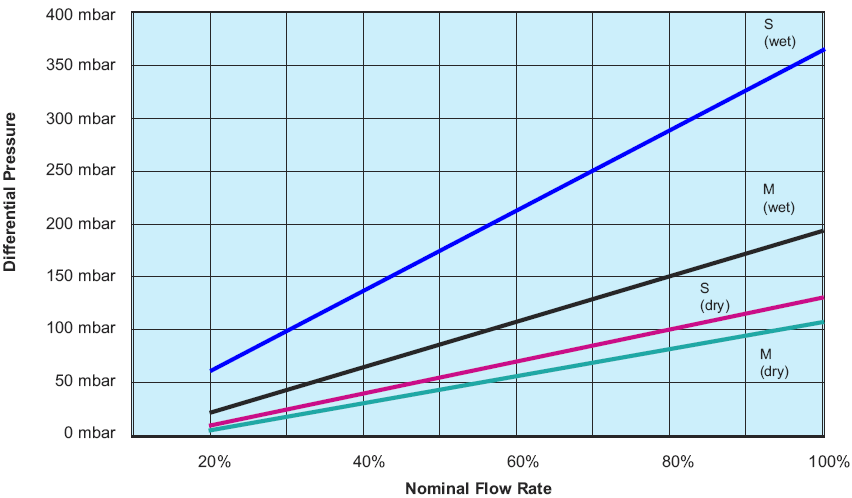 400 mbar
S
(wet)
350 mbar
300 mbar
250 mbar
M
(wet)
200 mbar
150 mbar
S
(dry)
100 mbar
M
(dry)
50 mbar
0 mbar
Differential Pressure
20%
40%
60%
80%
100%
Nominal Flow Rate